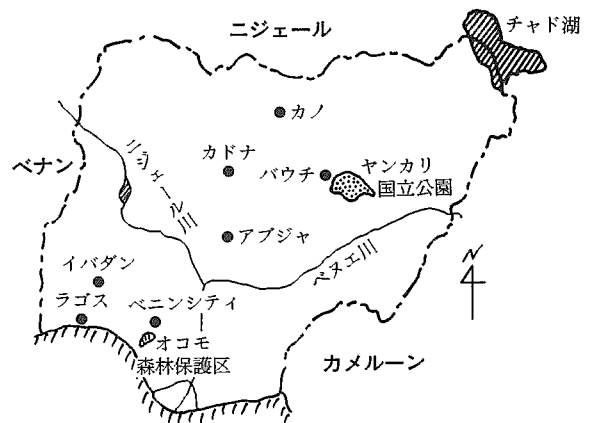 ニジェール
チャド湖
カノ
ベナン
ニジェール川
カドナ
バウチ
ヤンカリ
国立公園
アブジャ
ベヌエ川
N
イバダン
ラゴス
ベニンシティ
オコモ
森林保護区
カメルーン